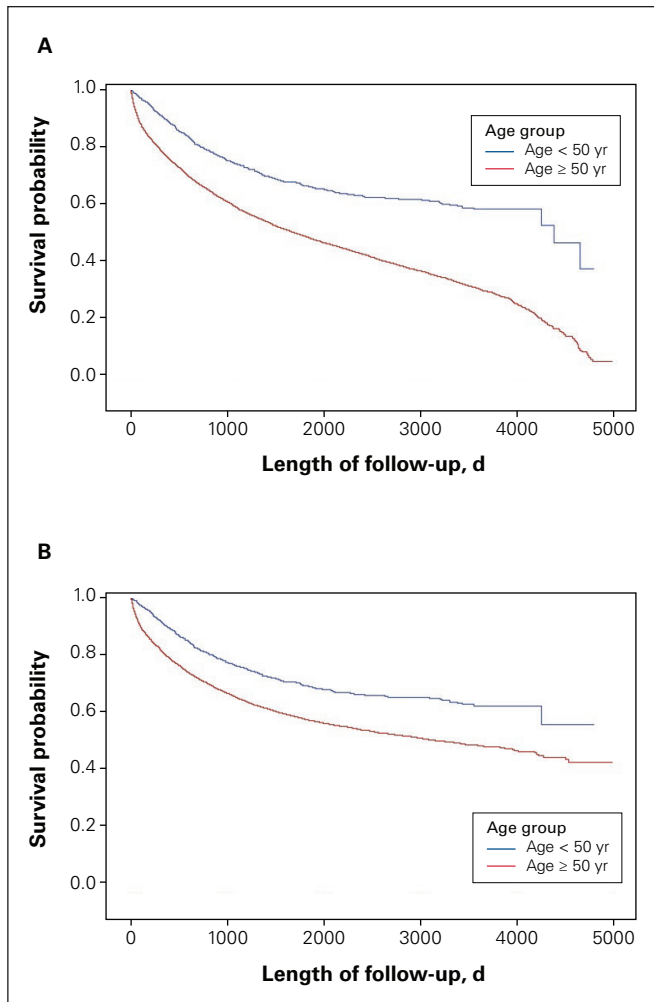 A
Survival probability
1.0
0.8
0.6
0.4
0.2
0.0
Age group
Age < 50 yr
Age ≥ 50 yr
0 1000 2000 3000 4000 5000
Length of follow-up, d
B
Survival probability
1.0
0.8
0.6
0.4
0.2
0.0
Age group
Age < 50 yr
Age ≥ 50 yr
0 1000 2000 3000 4000 5000
Length of follow-up, d